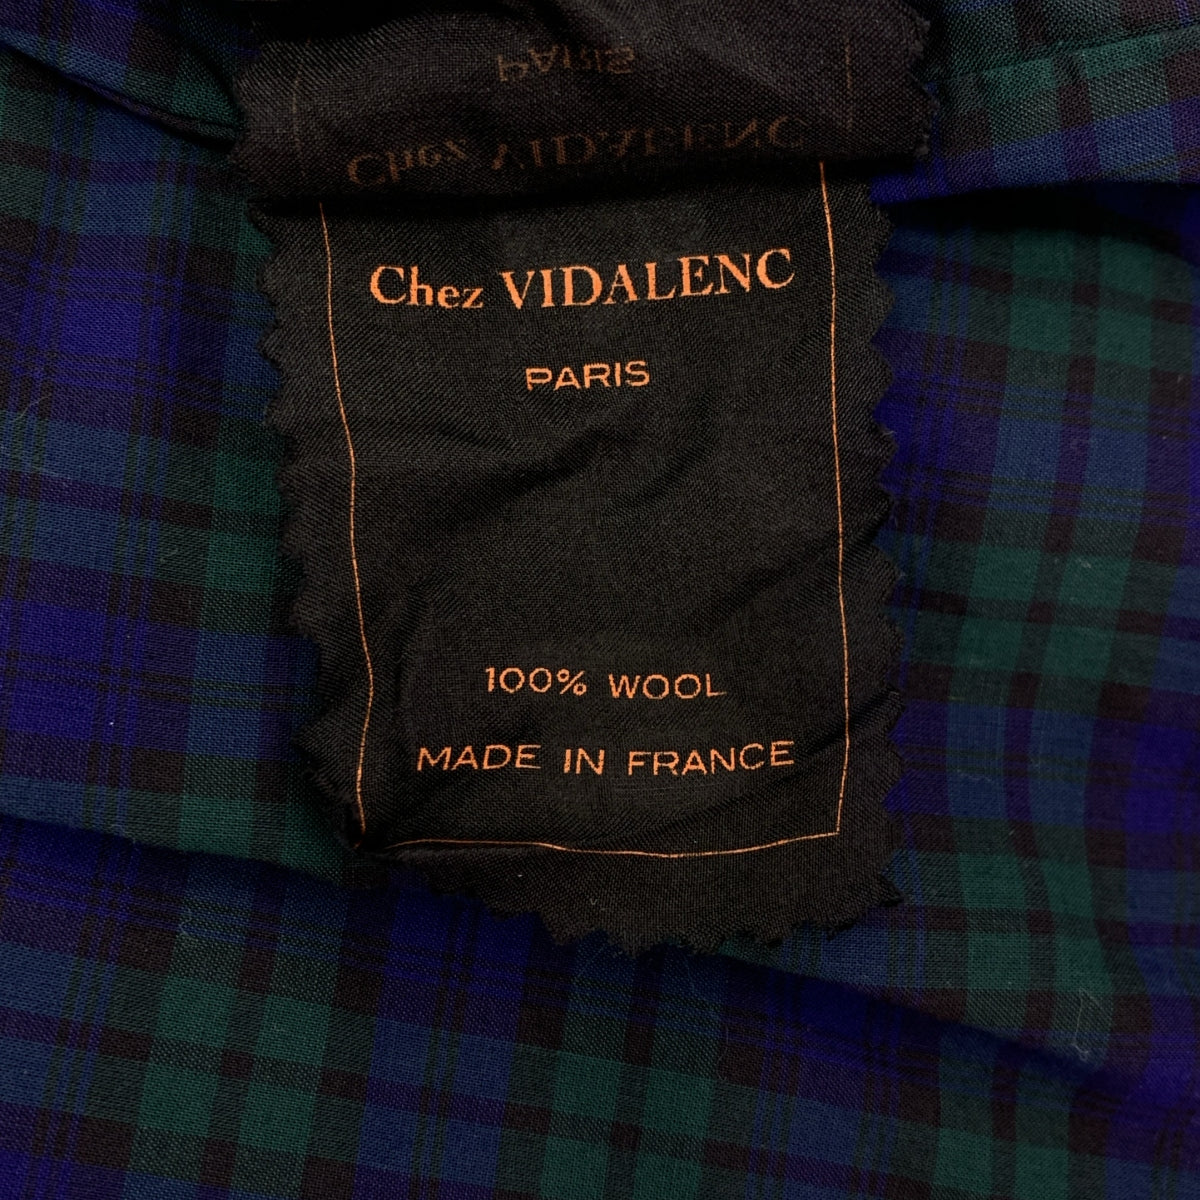 PARIS
Chez VIDALENC
Chez VIDALENC
PARIS
100% WOOL
MADE IN FRANCE